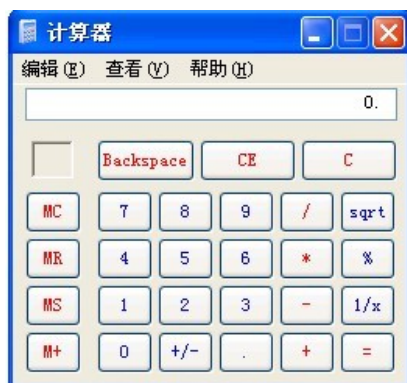 计算器
编辑(E) 查看(V) 帮助(H)
0.
Backspace CE C
MC 7 8 9 / sqrt
MR 4 5 6 * %
MS 1 2 3 - 1/x
M+ 0 +/- . + =